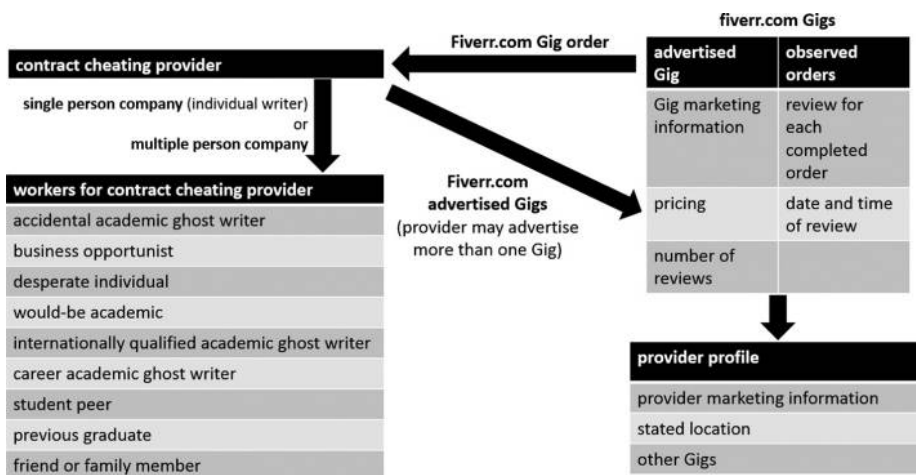 fiverr.com Gigs
Fiverr.com Gig order
contract cheating provider
single person company (individual writer)
or
multiple person company
workers for contract cheating provider
accidental academic ghost writer
business opportunist
desperate individual
would-be academic
internationally qualified academic ghost writer
career academic ghost writer
student peer
previous graduate
friend or family member
Fiverr.com
advertised Gigs
(provider may advertise
more than one Gig)
advertised
Gig
observed
orders
Gig marketing
information
review for
each
completed
order
pricing
date and time
of review
number of
reviews
provider profile
provider marketing information
stated location
other Gigs